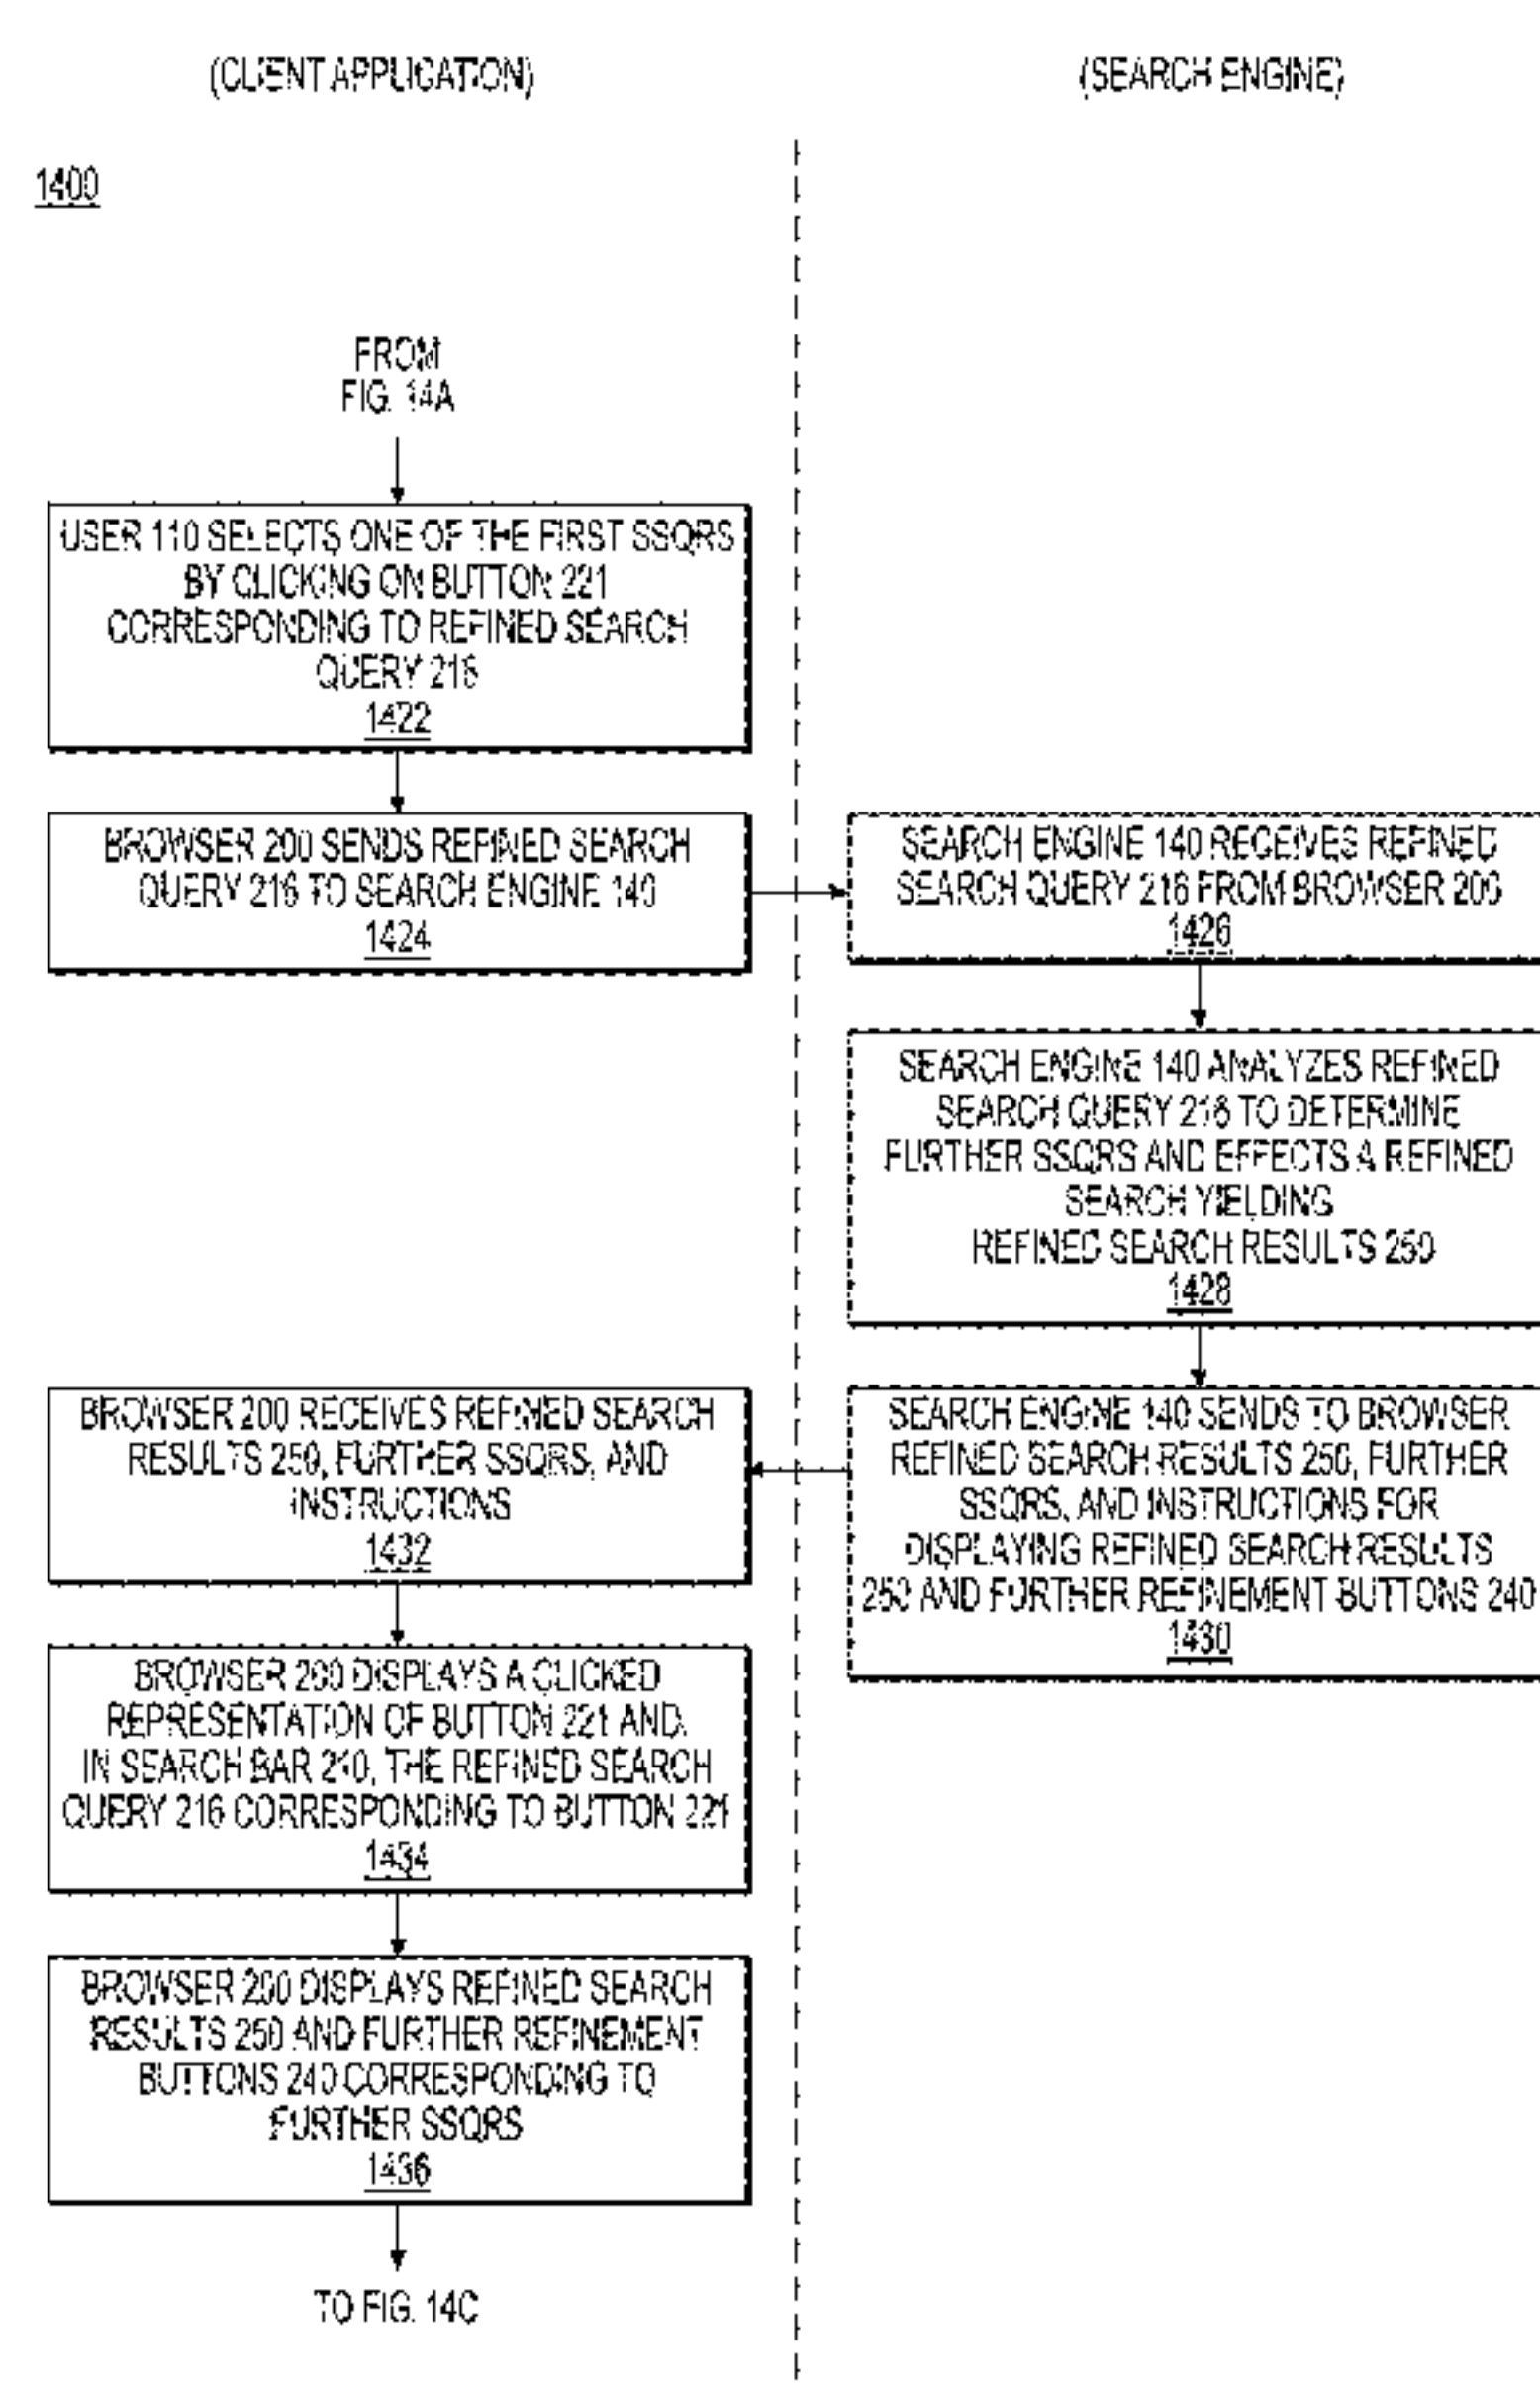 (CLIENT APPLICATION)
(SEARCH ENGINE)
1400
FROM
FIG. 14A
USER 110 SELECTS ONE OF THE FIRST SSQRS
BY CLICKING ON BUTTON 221
CORRESPONDING TO REFINED SEARCH
QUERY 216
1422
BROWSER 200 SENDS REFINED SEARCH
QUERY 216 TO SEARCH ENGINE 140
1424
SEARCH ENGINE 140 RECEIVES REFINED
SEARCH QUERY 216 FROM BROWSER 200
1426
SEARCH ENGINE 140 ANALYZES REFINED
SEARCH QUERY 216 TO DETERMINE
FURTHER SSQRS AND EFFECTS A REFINED
SEARCH YIELDING
REFINED SEARCH RESULTS 250
1428
SEARCH ENGINE 140 SENDS TO BROWSER
REFINED SEARCH RESULTS 250, FURTHER
SSQRS, AND INSTRUCTIONS FOR
DISPLAYING REFINED SEARCH RESULTS
250 AND FURTHER REFINEMENT BUTTONS 240
1430
BROWSER 200 RECEIVES REFINED SEARCH
RESULTS 250, FURTHER SSQRS, AND
INSTRUCTIONS
1432
BROWSER 200 DISPLAYS A CLICKED
REPRESENTATION OF BUTTON 221 AND,
IN SEARCH BAR 210, THE REFINED SEARCH
QUERY 216 CORRESPONDING TO BUTTON 221
1434
BROWSER 200 DISPLAYS REFINED SEARCH
RESULTS 250 AND FURTHER REFINEMENT
BUTTONS 240 CORRESPONDING TO
FURTHER SSQRS
1436
TO FIG. 14C